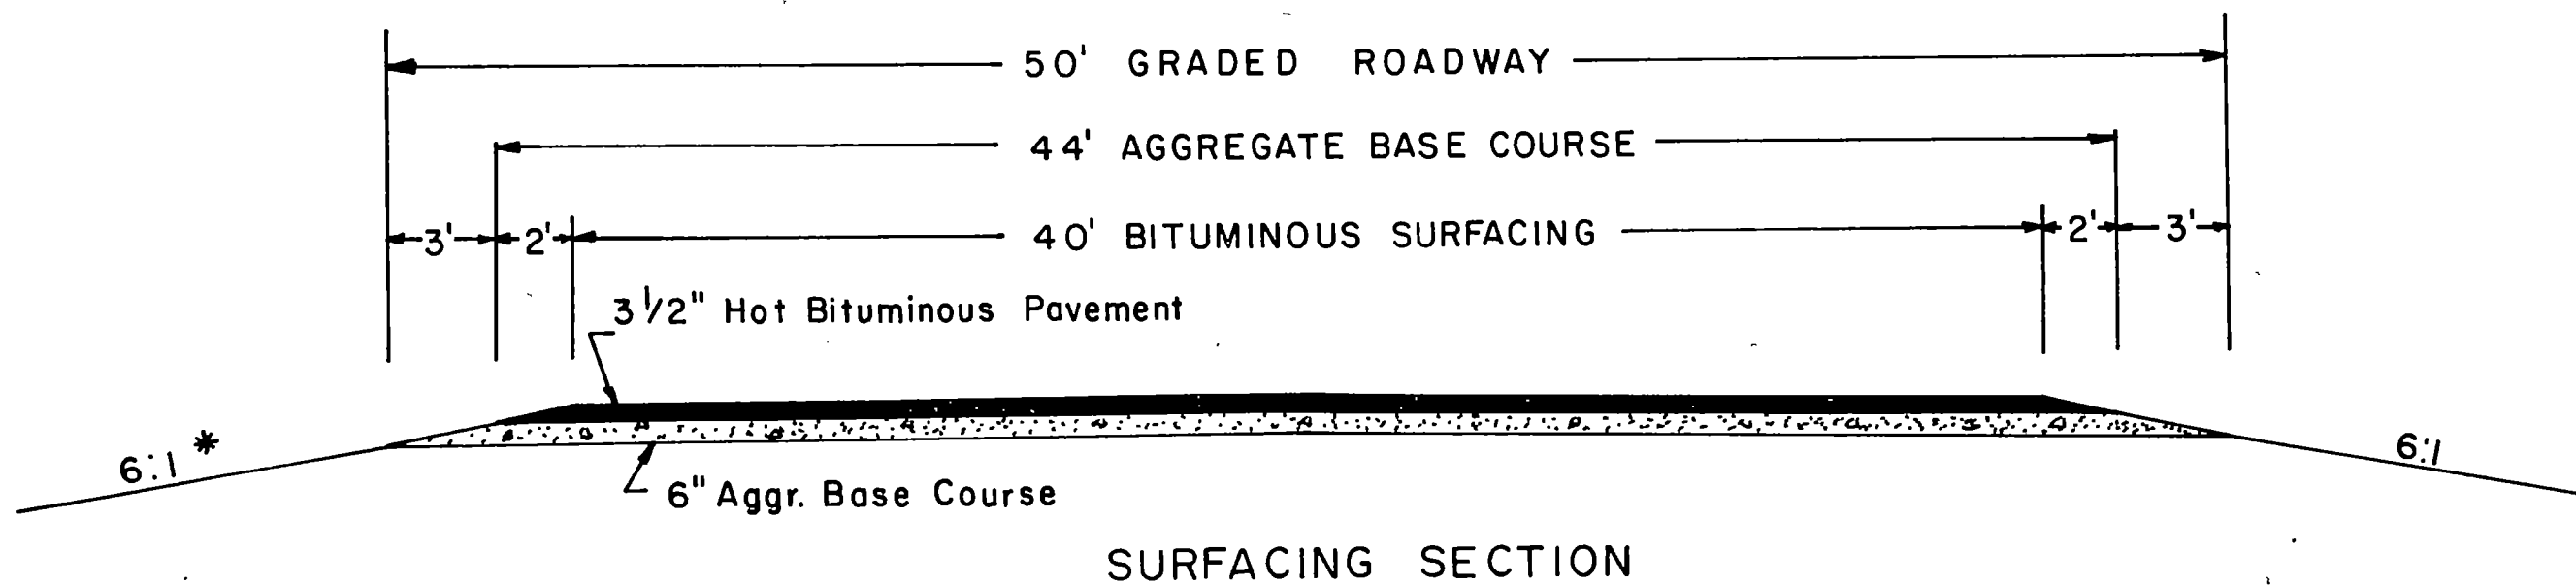 50' GRADED ROADWAY
44' AGGREGATE BASE COURSE
3' 2' 40' BITUMINOUS SURFACING 2' 3'
3 1/2" Hot Bituminous Pavement
6:1 * 6:1
6" Aggr. Base Course
SURFACING SECTION